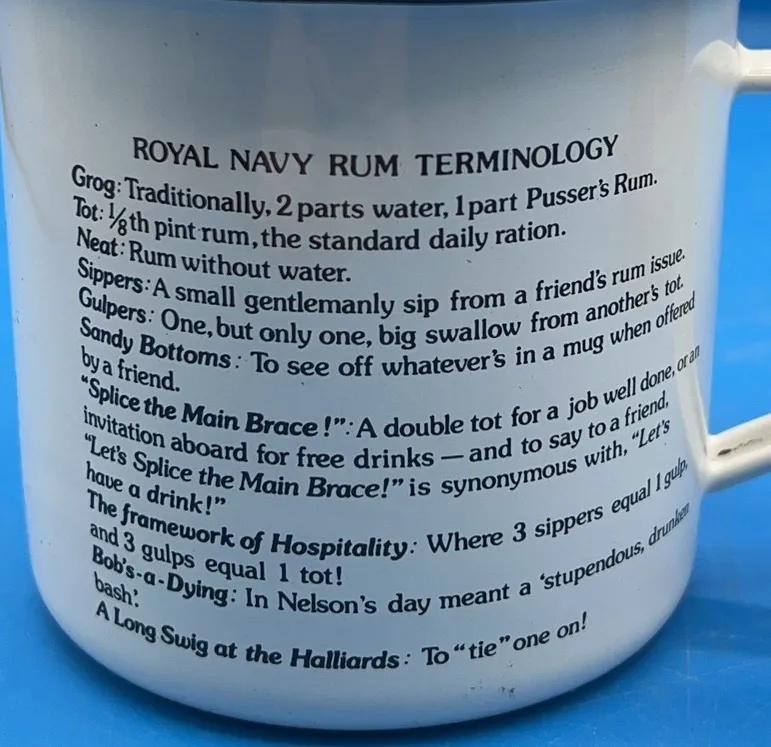 ROYAL NAVY RUM TERMINOLOGY
Grog: Traditionally, 2 parts water, 1 part Pusser's Rum.
Tot: 1/8th pint rum, the standard daily ration.
Neat: Rum without water.
Sippers: A small gentlemanly sip from a friend's rum issue.
Gulpers: One, but only one, big swallow from another's tot.
Sandy Bottoms: To see off whatever's in a mug when offered
by a friend.
"Splice the Main Brace!": A double tot for a job well done, or an
invitation aboard for free drinks — and to say to a friend,
"Let's Splice the Main Brace!" is synonymous with, "Let's
have a drink!"
The framework of Hospitality: Where 3 sippers equal 1 gulp,
and 3 gulps equal 1 tot!
Bob's-a-Dying: In Nelson's day meant a 'stupendous, drunken
bash'.
A Long Swig at the Halliards: To "tie" one on!